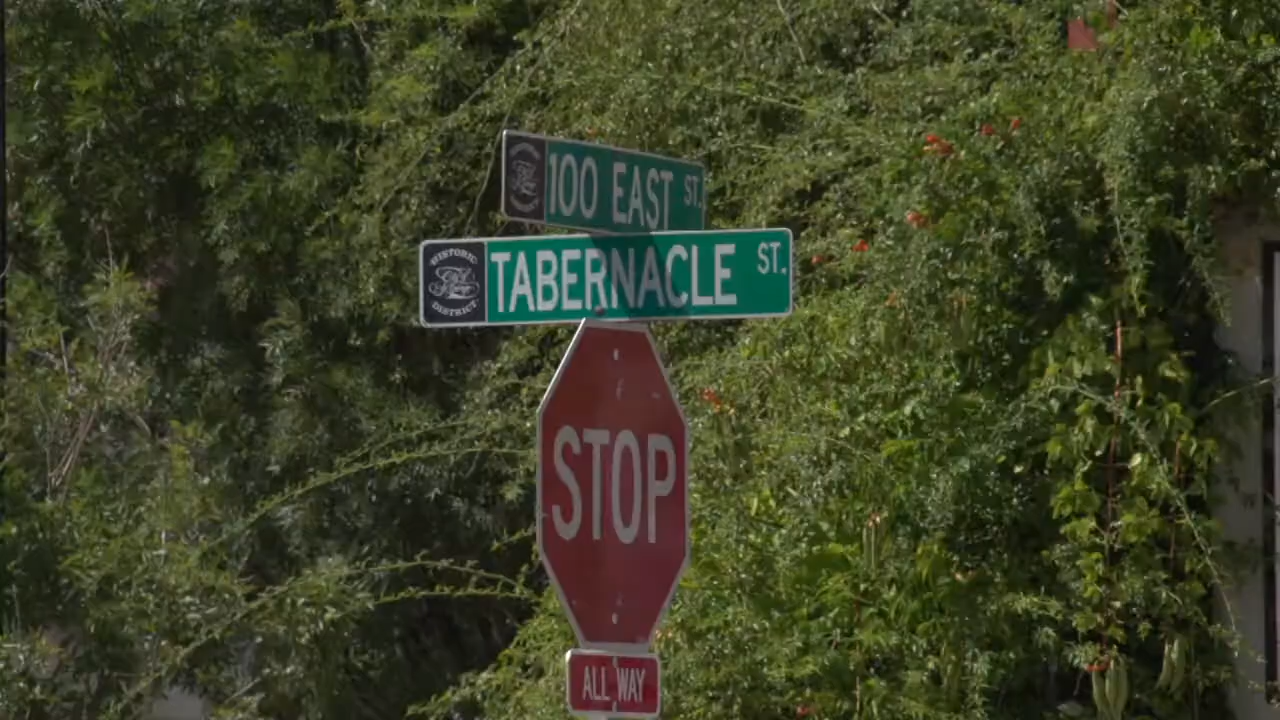 100 EAST ST.
HISTORIC
DISTRICT
TABERNACLE ST.
STOP
ALL WAY